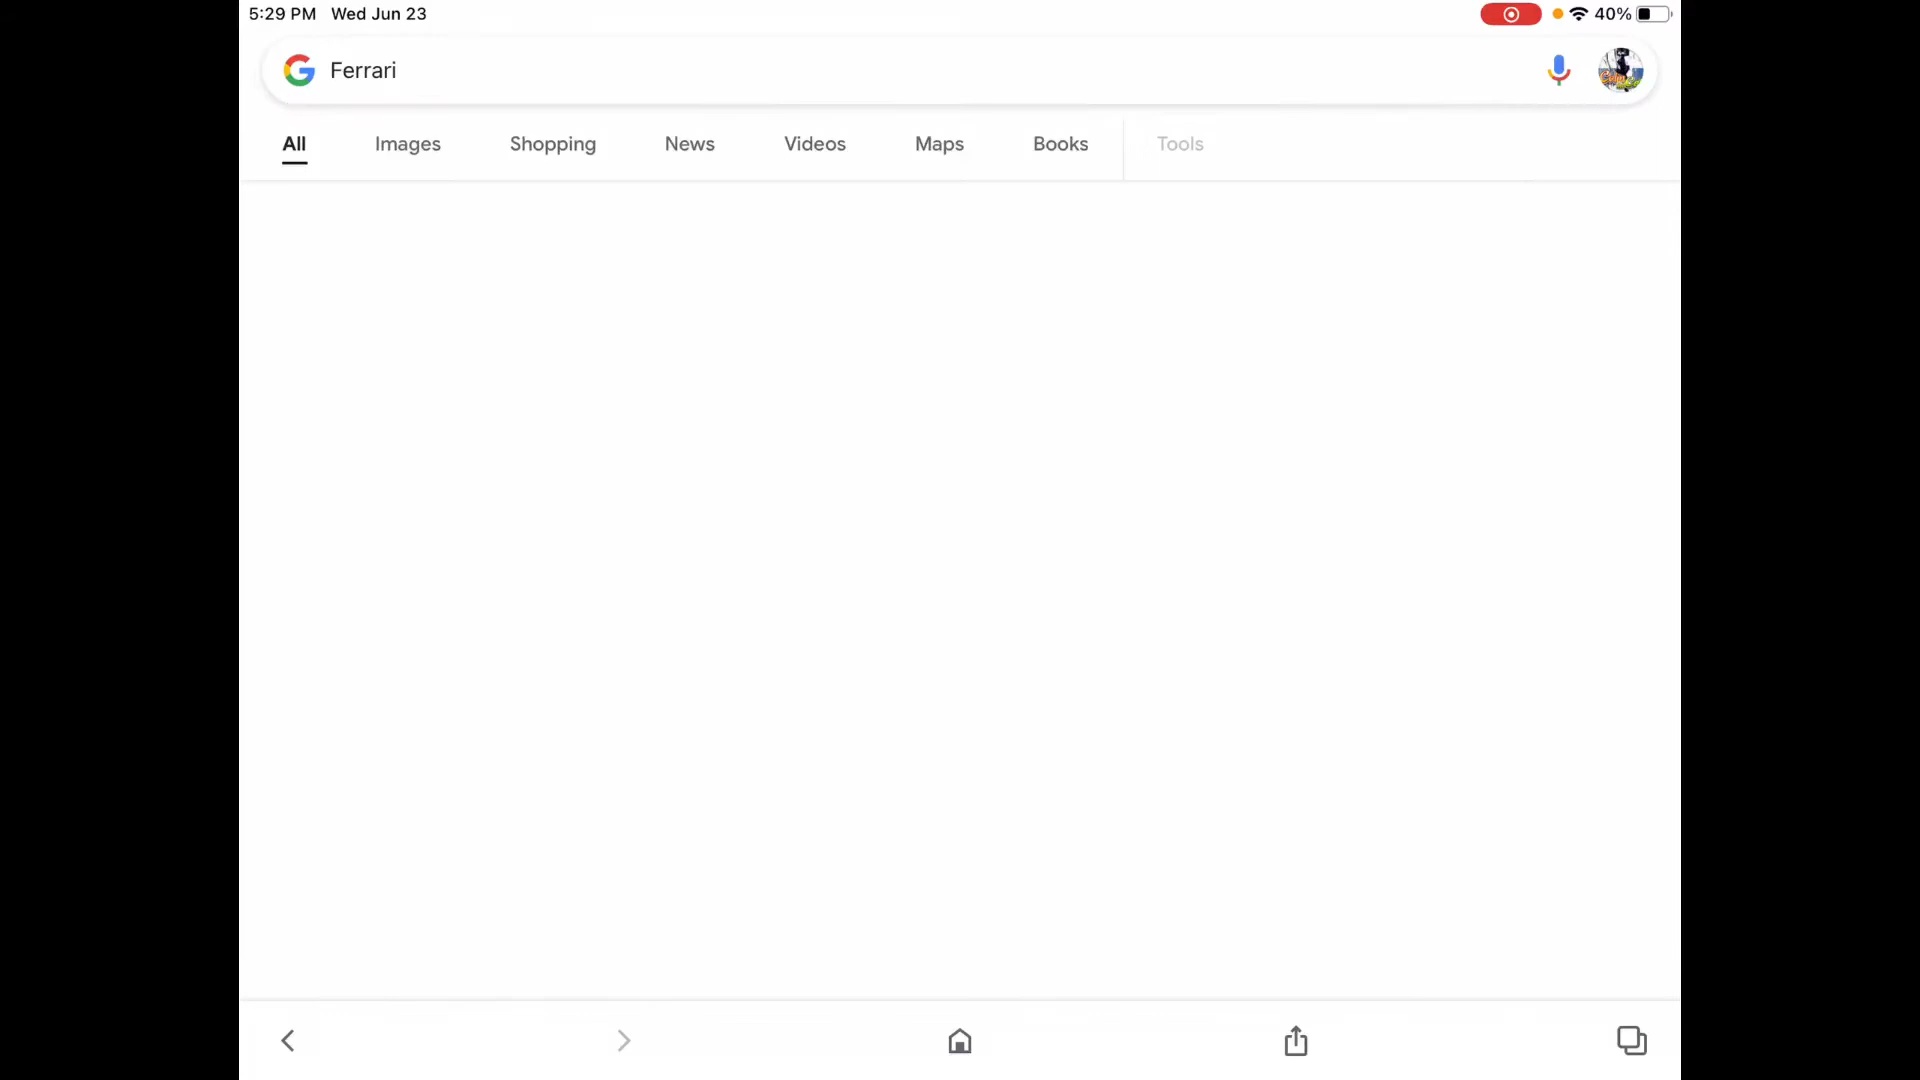 5:29 PM Wed Jun 23 40%
Ferrari
All Images Shopping News Videos Maps Books Tools